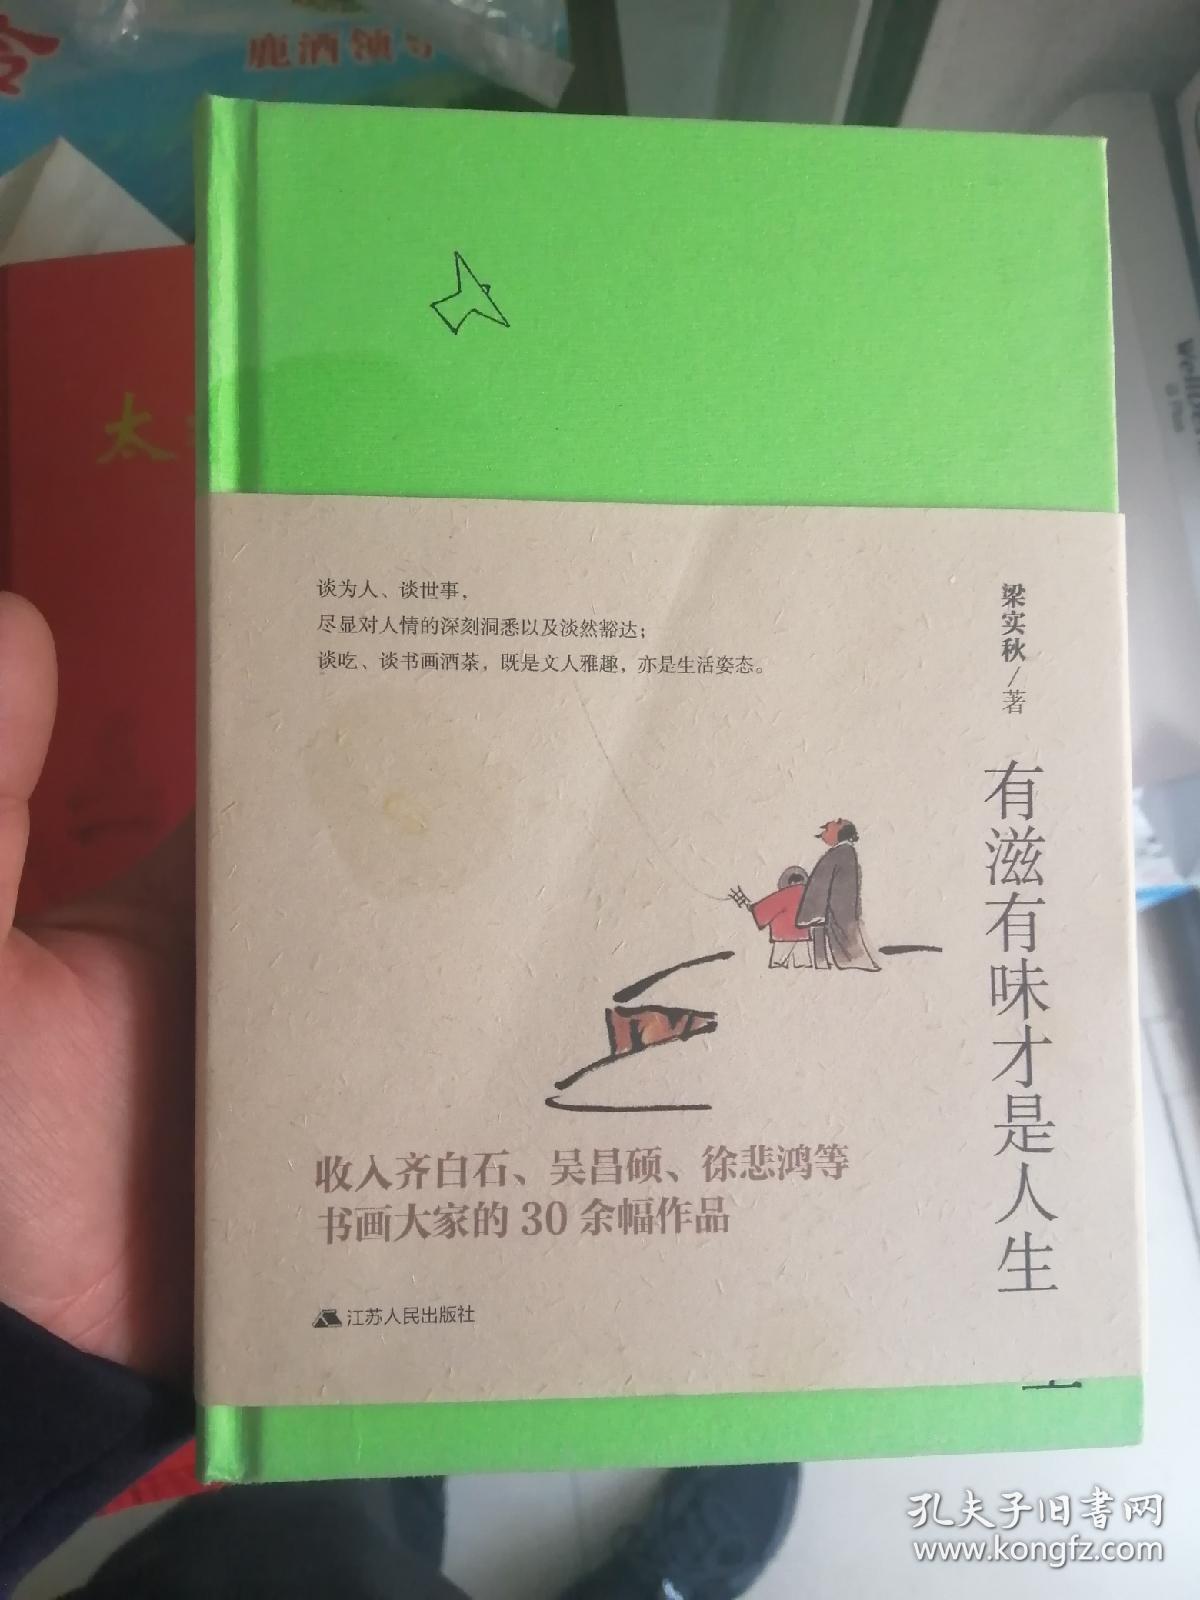 鹿酒领
太
谈为人、谈世事，
尽显对人情的深刻洞悉以及淡然豁达；
谈吃、谈书画酒茶，既是文人雅趣，亦是生活姿态。
梁实秋/著
有滋有味才是人生
收入齐白石、吴昌硕、徐悲鸿等
书画大家的30余幅作品
江苏人民出版社
孔夫子旧书网
www.kongfz.com